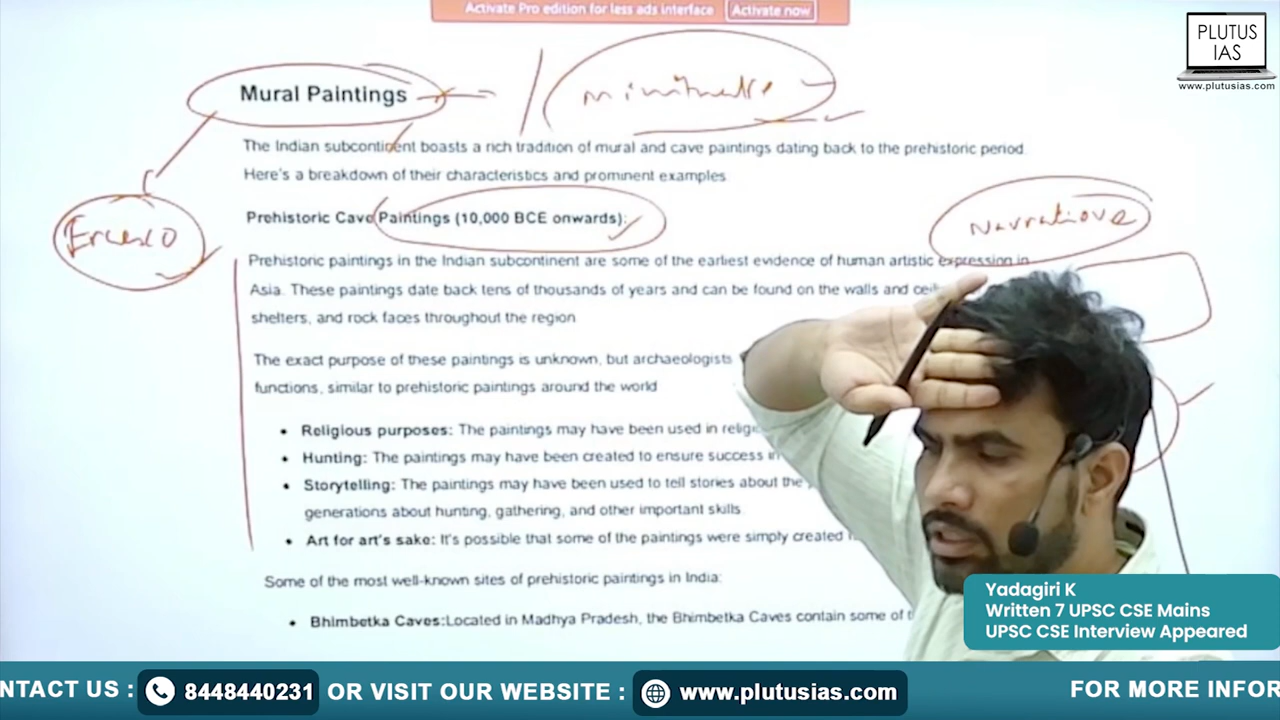 Activate Pro edition for less ads interface Activate now
PLUTUS
IAS
www.plutusias.com
Mural Paintings
The Indian subcontinent boasts a rich tradition of mural and cave paintings dating back to the prehistoric period.
Here's a breakdown of their characteristics and prominent examples
Prehistoric Cave Paintings (10,000 BCE onwards):
Narrative
Prehistoric paintings in the Indian subcontinent are some of the earliest evidence of human artistic expression in
Asia. These paintings date back tens of thousands of years and can be found on the walls and
shelters, and rock faces throughout the region
The exact purpose of these paintings is unknown, but archaeologists
functions, similar to prehistoric paintings around the world
• Religious purposes: The paintings may have been used in
• Hunting: The paintings may have been created to ensure success
• Storytelling: The paintings may have been used to tell stories about the
generations about hunting, gathering, and other important skills.
• Art for art's sake: It's possible that some of the paintings were simply created
Some of the most well-known sites of prehistoric paintings in India:
• Bhimbetka Caves:Located in Madhya Pradesh, the Bhimbetka Caves contain some of
Yadagiri K
Written 7 UPSC CSE Mains
UPSC CSE Interview Appeared
NTACT US : 8448440231 OR VISIT OUR WEBSITE : www.plutusias.com FOR MORE INFOR